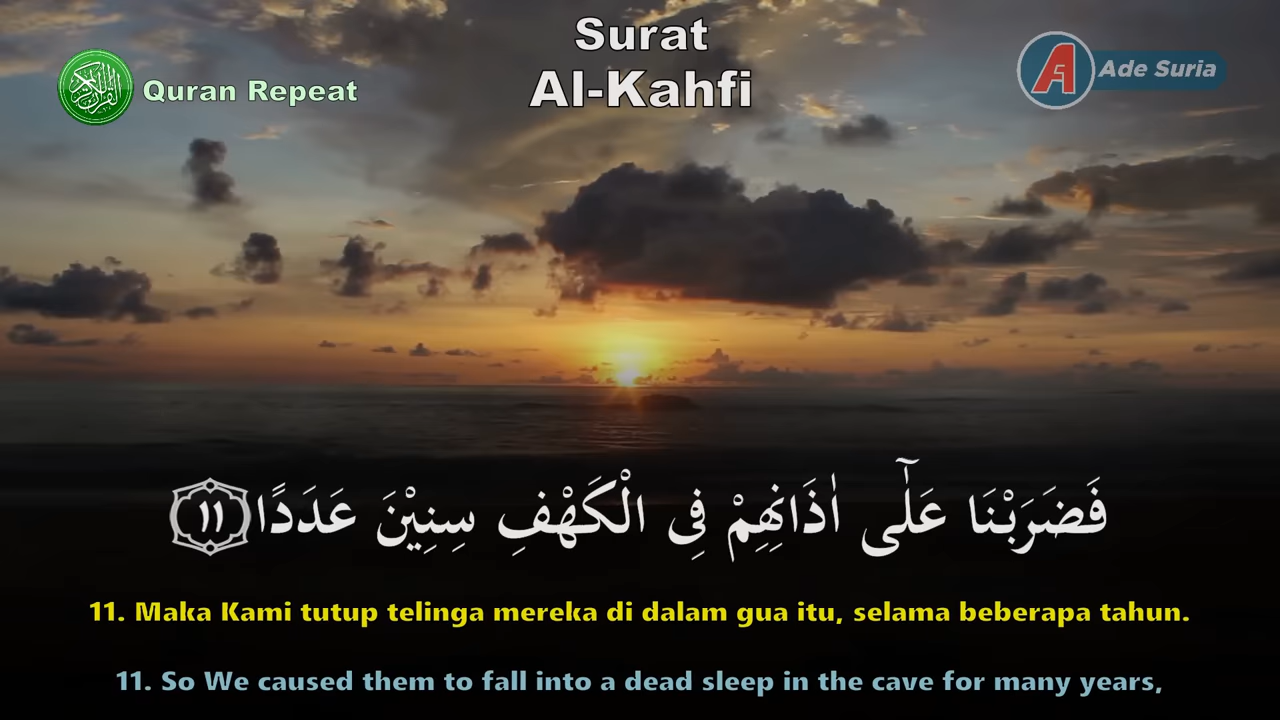 Surat
Al-Kahfi
Quran Repeat
Ade Suria
فَضَرَبْنَا عَلٰٓى اٰذَانِهِمْ فِى الْكَهْفِ سِنِيْنَ عَدَدًا ۝١١
11. Maka Kami tutup telinga mereka di dalam gua itu, selama beberapa tahun.
11. So We caused them to fall into a dead sleep in the cave for many years,